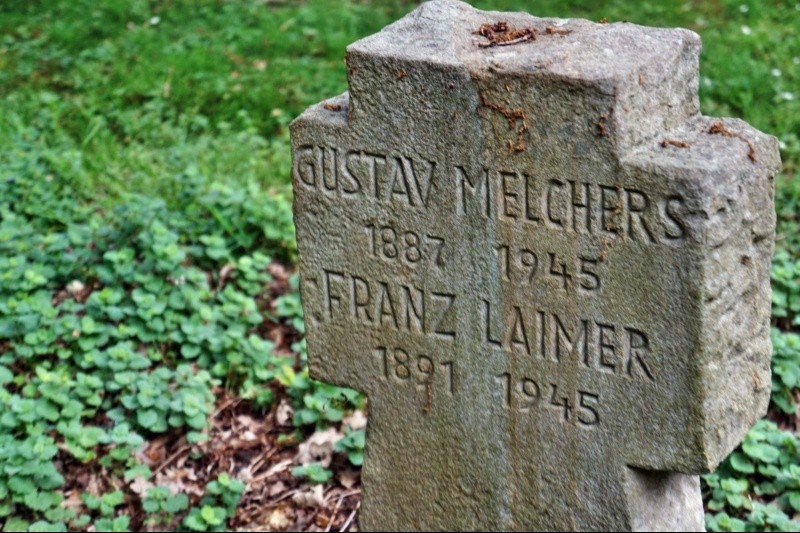 GUSTAV MELCHERS
1887 1945
FRANZ LAIMER
1891 1945